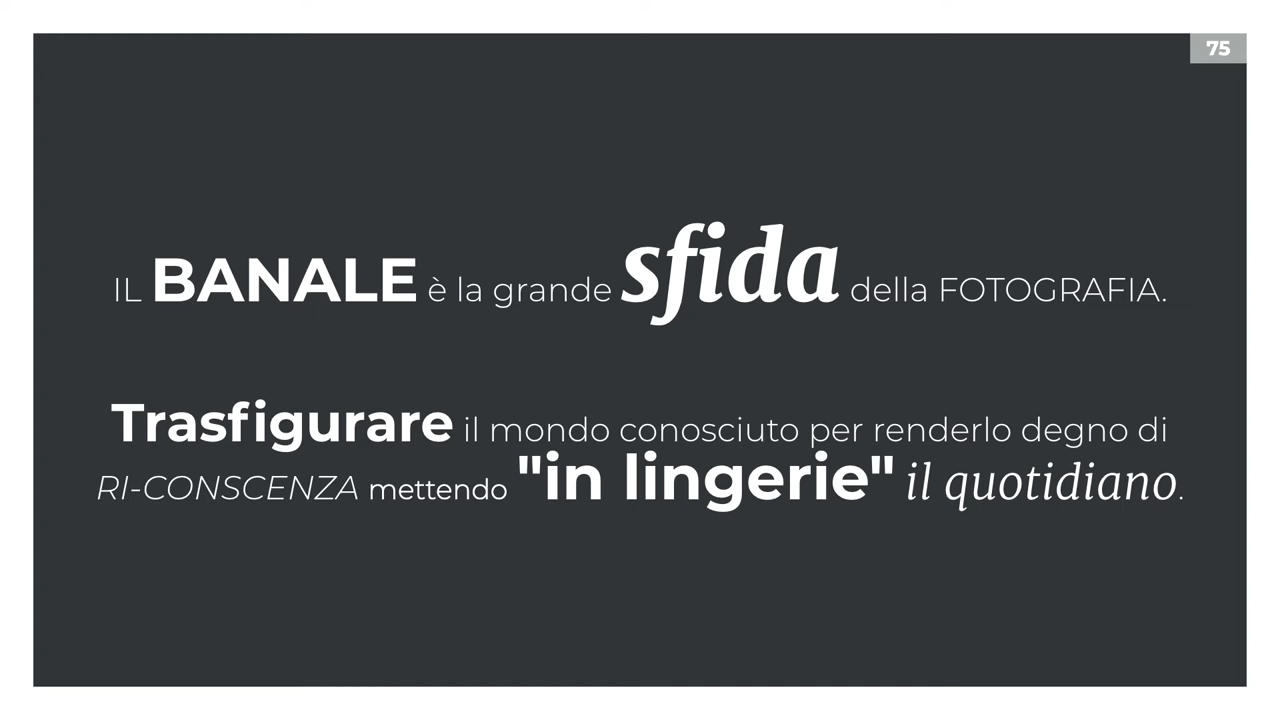 75
IL BANALE è la grande sfida della FOTOGRAFIA.
Trasfigurare il mondo conosciuto per renderlo degno di
RI-CONSCENZA mettendo "in lingerie" il quotidiano.